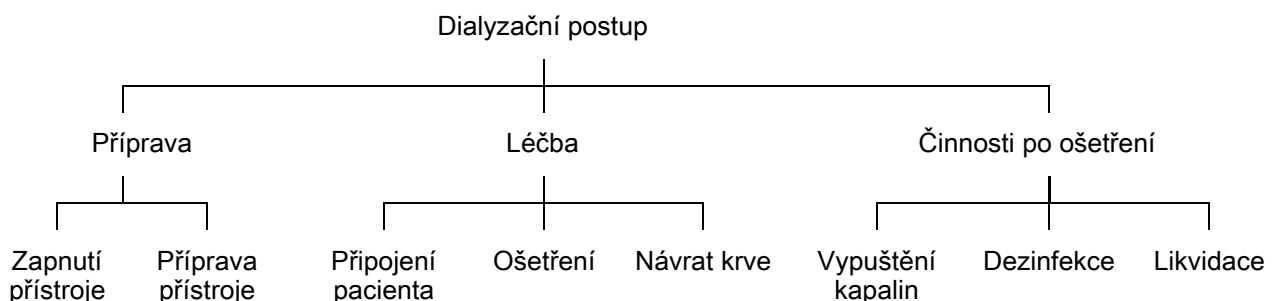 Dialyzační postup
Příprava
Léčba
Činnosti po ošetření
Zapnutí
přístroje
Příprava
přístroje
Připojení
pacienta
Ošetření
Návrat krve
Vypuštění
kapalin
Dezinfekce
Likvidace